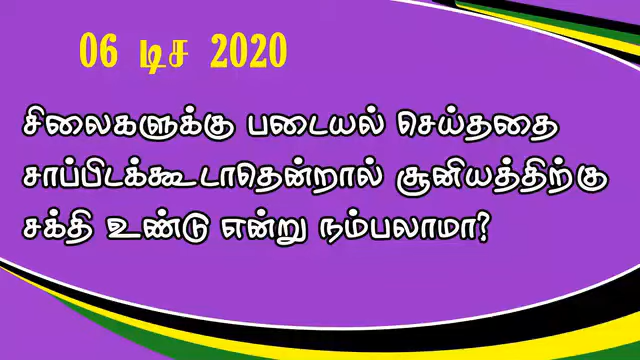 06 டிச 2020
சிலைகளுக்கு படையல் செய்ததை
சாப்பிடக்கூடாதென்றால் சூனியத்திற்கு
சக்தி உண்டு என்று நம்பலாமா?